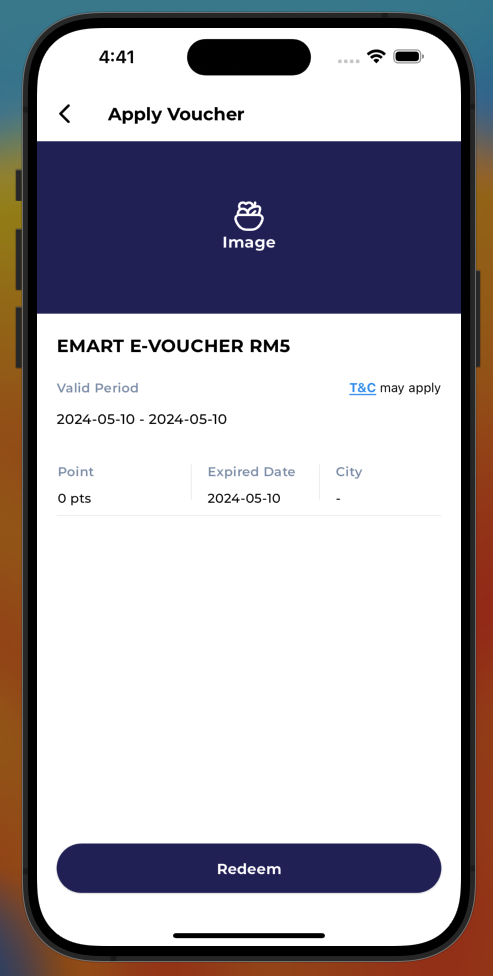 4:41
Apply Voucher
Image
EMART E-VOUCHER RM5
Valid Period
T&C may apply
2024-05-10 - 2024-05-10
Point
Expired Date
City
0 pts
2024-05-10
-
Redeem